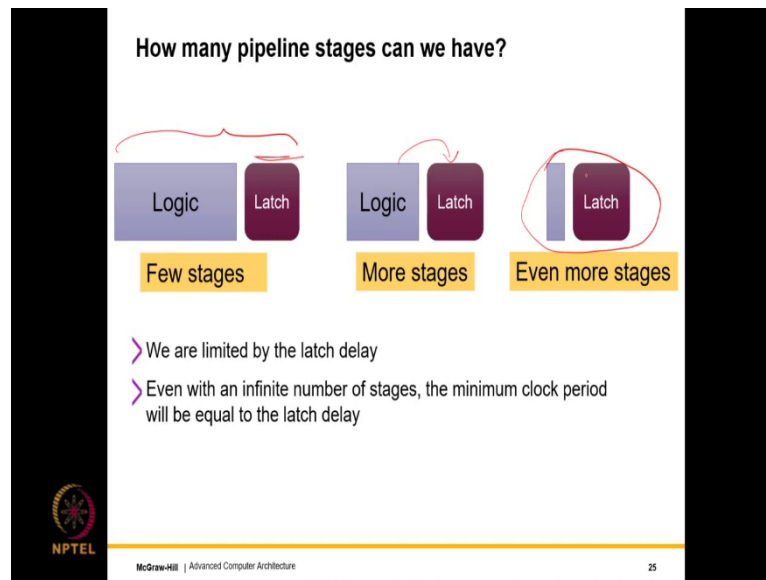 How many pipeline stages can we have?
Logic
Latch
Logic
Latch
Latch
Few stages
More stages
Even more stages
We are limited by the latch delay
Even with an infinite number of stages, the minimum clock period
will be equal to the latch delay
NPTEL
McGraw-Hill | Advanced Computer Architecture
25